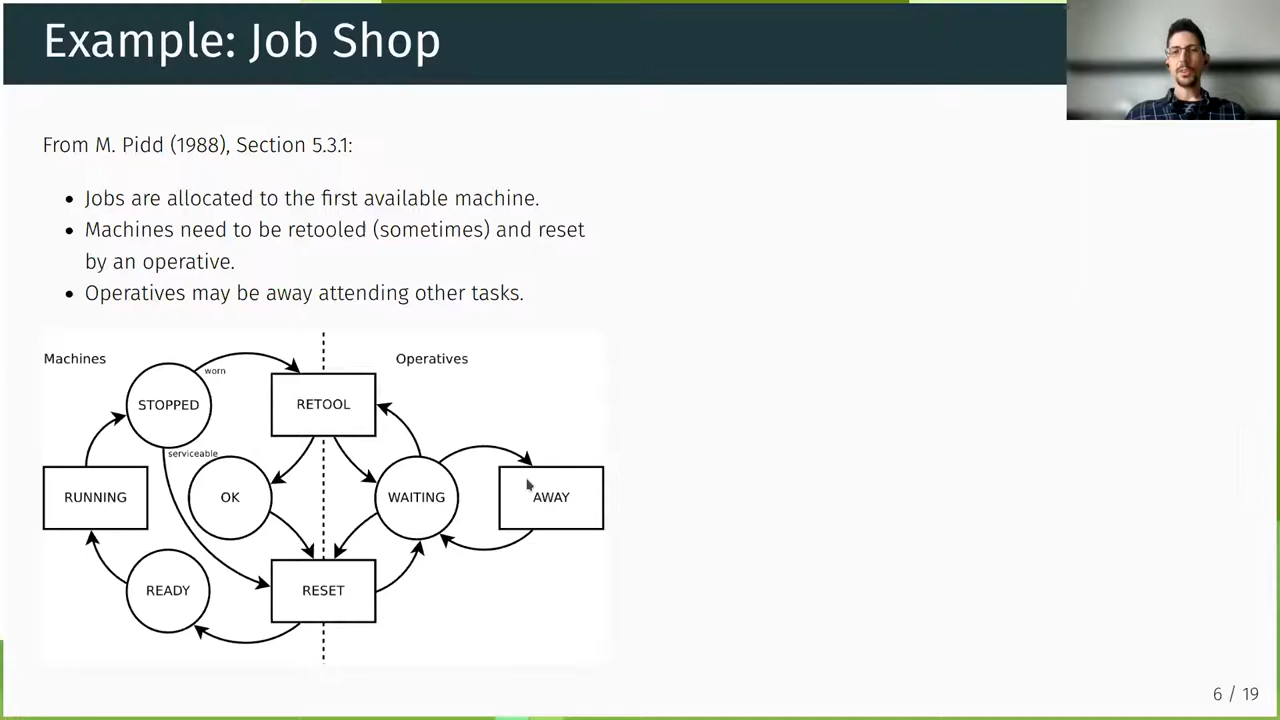 Example: Job Shop
From M. Pidd (1988), Section 5.3.1:
• Jobs are allocated to the first available machine.
• Machines need to be retooled (sometimes) and reset
by an operative.
• Operatives may be away attending other tasks.
Machines
Operatives
worn
STOPPED
RETOOL
serviceable
RUNNING
OK
WAITING
AWAY
READY
RESET
6 / 19